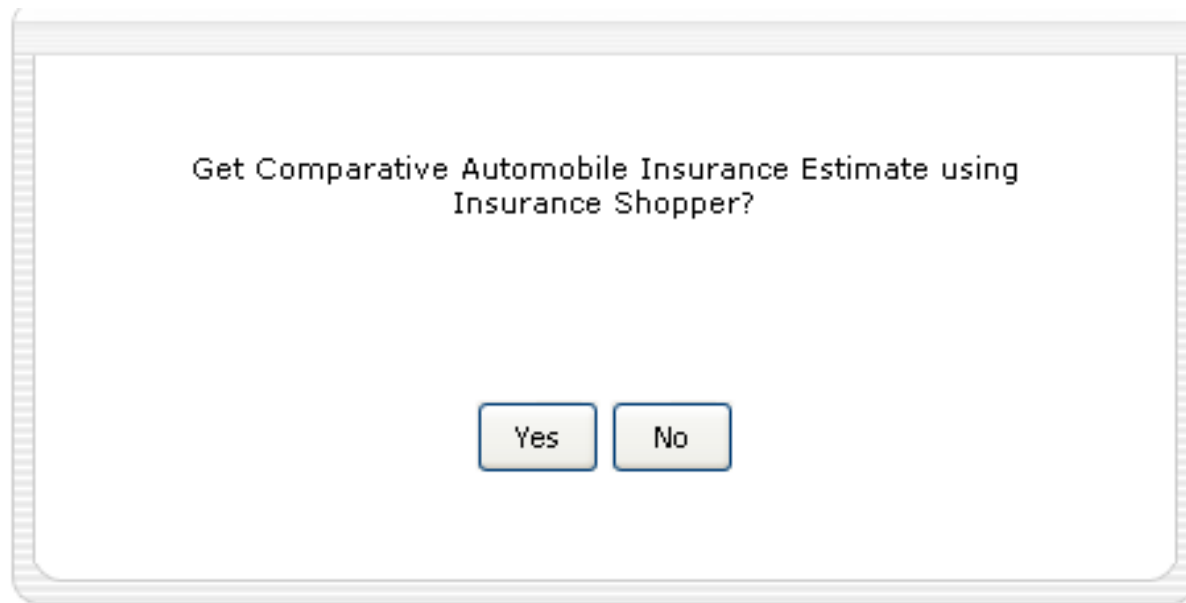 Get Comparative Automobile Insurance Estimate using
Insurance Shopper?
Yes No